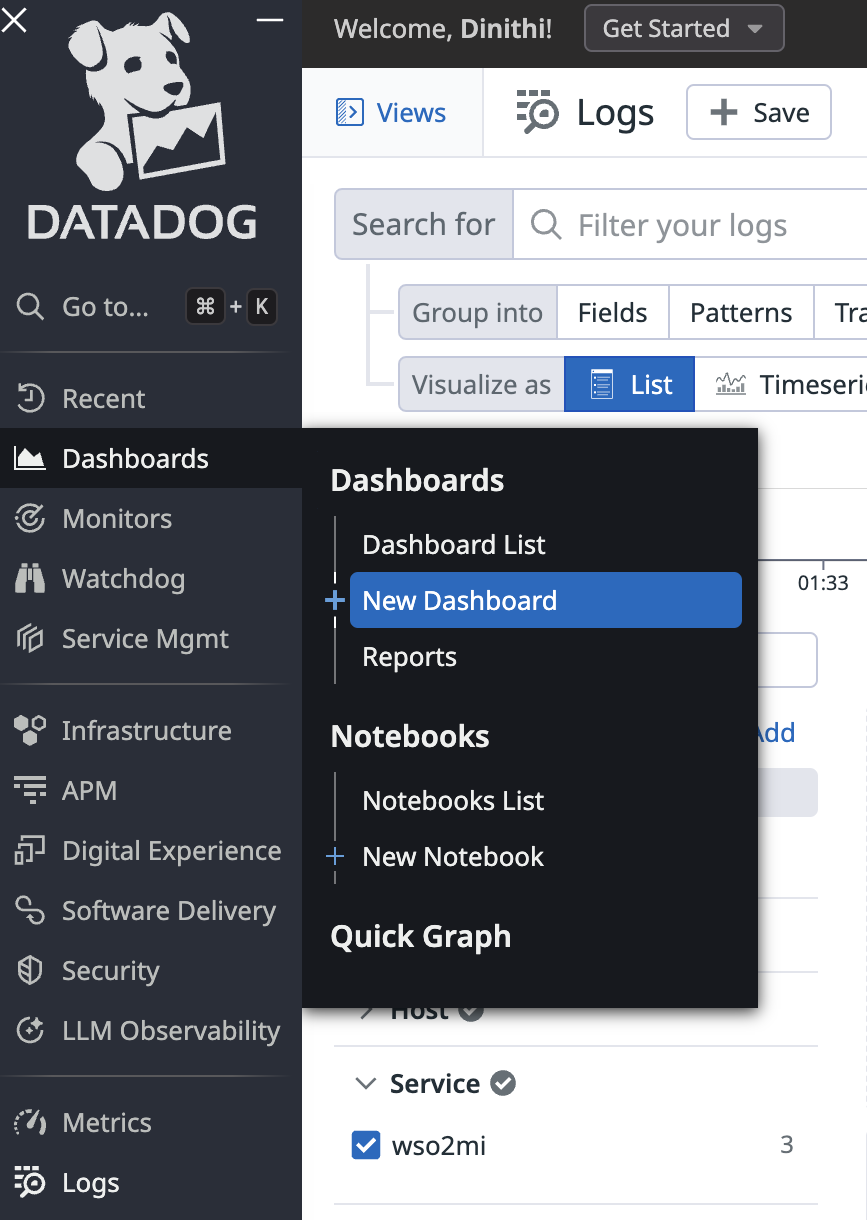 Welcome, Dinithi!
Get Started
DATADOG
Go to...
⌘ + K
Recent
Dashboards
Monitors
Watchdog
Service Mgmt
Infrastructure
APM
Digital Experience
Software Delivery
Security
LLM Observability
Metrics
Logs
Views
Logs
+ Save
Search for
Filter your logs
Group into
Fields
Patterns
Tra
Visualize as
List
Timeseri
Dashboards
Dashboard List
+ New Dashboard
Reports
Notebooks
Notebooks List
+ New Notebook
Quick Graph
01:33
Add
Host
Service
wso2mi
3